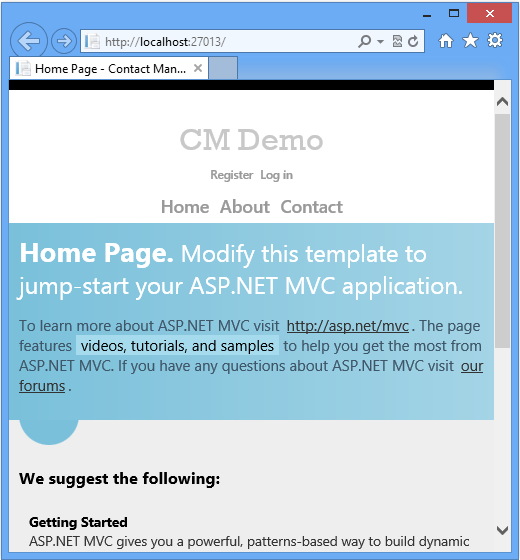 http://localhost:27013/
Home Page - Contact Man...
CM Demo
Register Log in
Home About Contact
Home Page. Modify this template to
jump-start your ASP.NET MVC application.
To learn more about ASP.NET MVC visit http://asp.net/mvc . The page
features videos, tutorials, and samples to help you get the most from
ASP.NET MVC. If you have any questions about ASP.NET MVC visit our
forums .
We suggest the following:
Getting Started
ASP.NET MVC gives you a powerful, patterns-based way to build dynamic